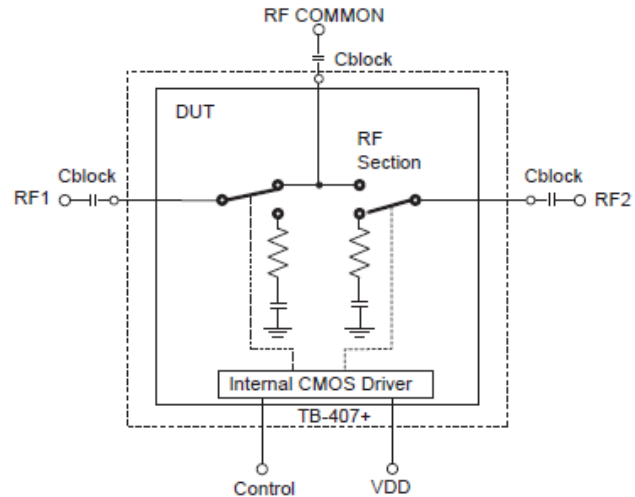 RF COMMON
Cblock
DUT
RF
Section
Cblock
RF1
Cblock
RF2
Internal CMOS Driver
TB-407+
Control
VDD